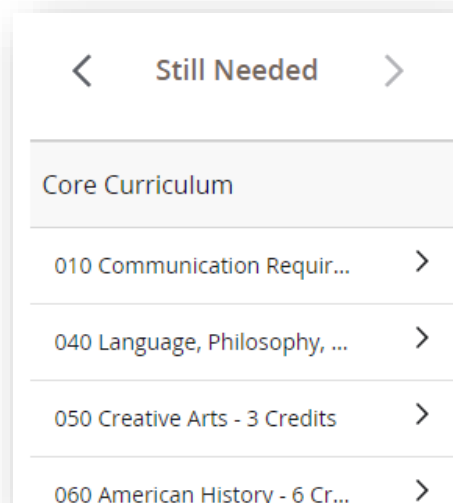 Still Needed
Core Curriculum
010 Communication Requir...
040 Language, Philosophy, ...
050 Creative Arts - 3 Credits
060 American History - 6 Cr...